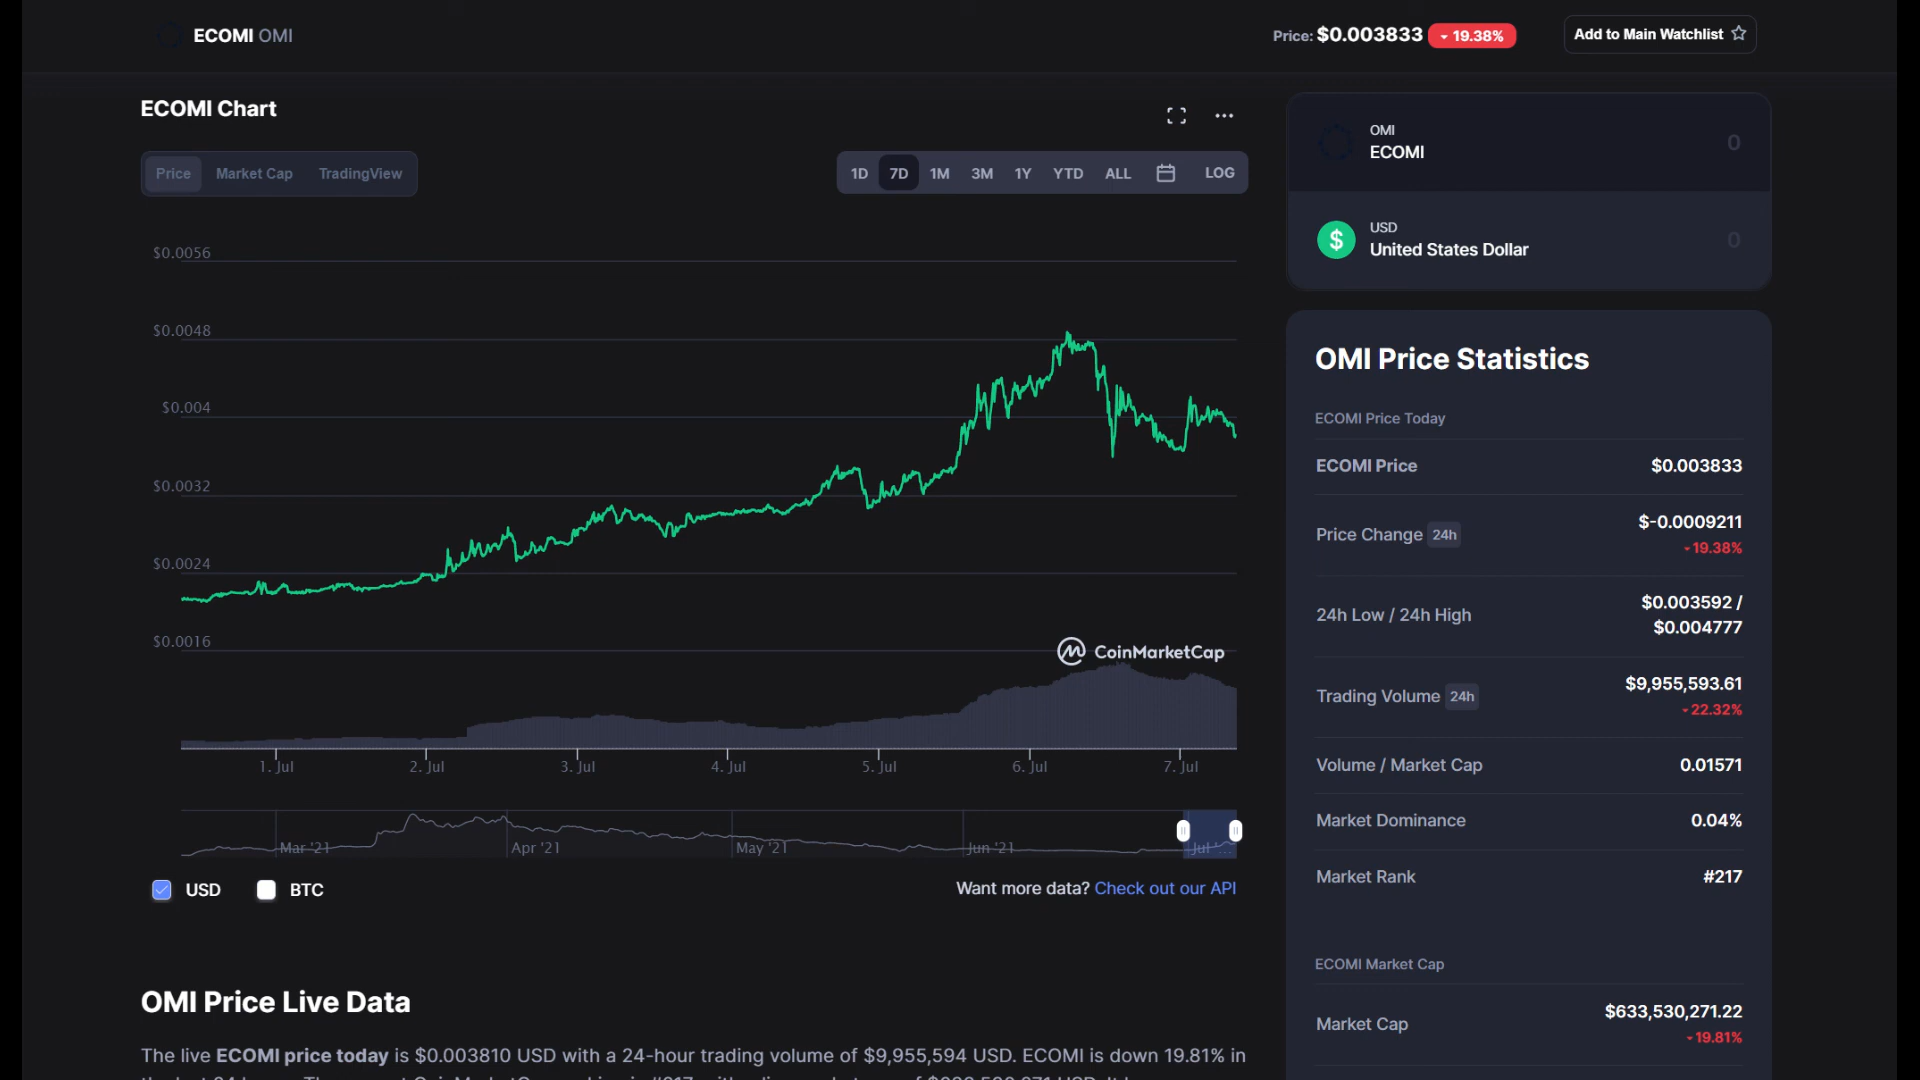 ECOMI OMI
Price: $0.003833 19.38%
Add to Main Watchlist
ECOMI Chart
Price Market Cap TradingView
1D 7D 1M 3M 1Y YTD ALL LOG
$0.0056
$0.0048
$0.004
$0.0032
$0.0024
$0.0016
CoinMarketCap
1. Jul 2. Jul 3. Jul 4. Jul 5. Jul 6. Jul 7. Jul
Mar '21 Apr '21 May '21 Jun '21 Jul '...
USD BTC
Want more data? Check out our API
OMI Price Live Data
The live ECOMI price today is $0.003810 USD with a 24-hour trading volume of $9,955,594 USD. ECOMI is down 19.81% in
OMI
ECOMI
0
USD
United States Dollar
0
OMI Price Statistics
ECOMI Price Today
ECOMI Price $0.003833
Price Change 24h $-0.0009211
19.38%
24h Low / 24h High $0.003592 /
$0.004777
Trading Volume 24h $9,955,593.61
22.32%
Volume / Market Cap 0.01571
Market Dominance 0.04%
Market Rank #217
ECOMI Market Cap
Market Cap $633,530,271.22
19.81%